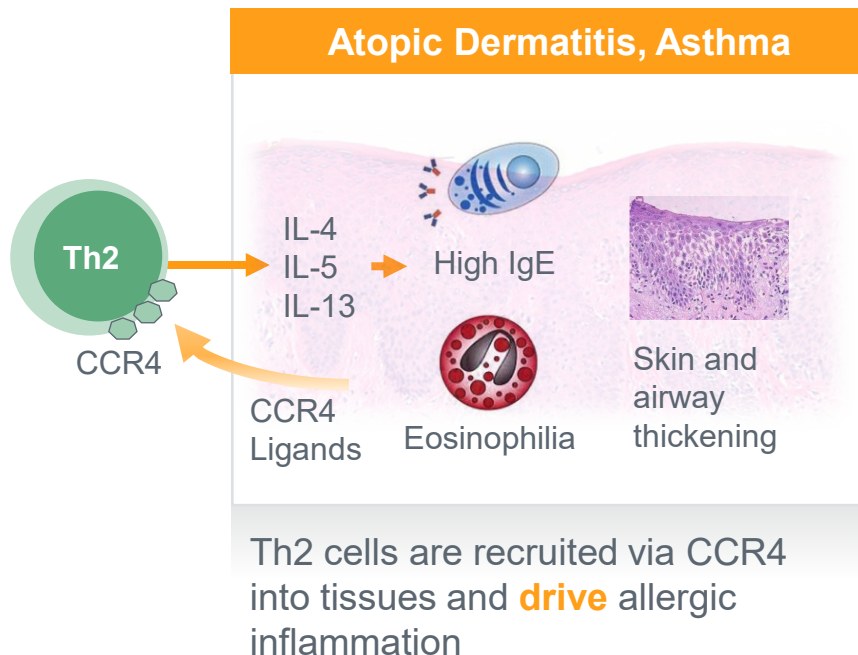 Atopic Dermatitis, Asthma
Th2
CCR4
IL-4
IL-5
IL-13
High IgE
CCR4
Ligands
Eosinophilia
Skin and
airway
thickening
Th2 cells are recruited via CCR4
into tissues and drive allergic
inflammation